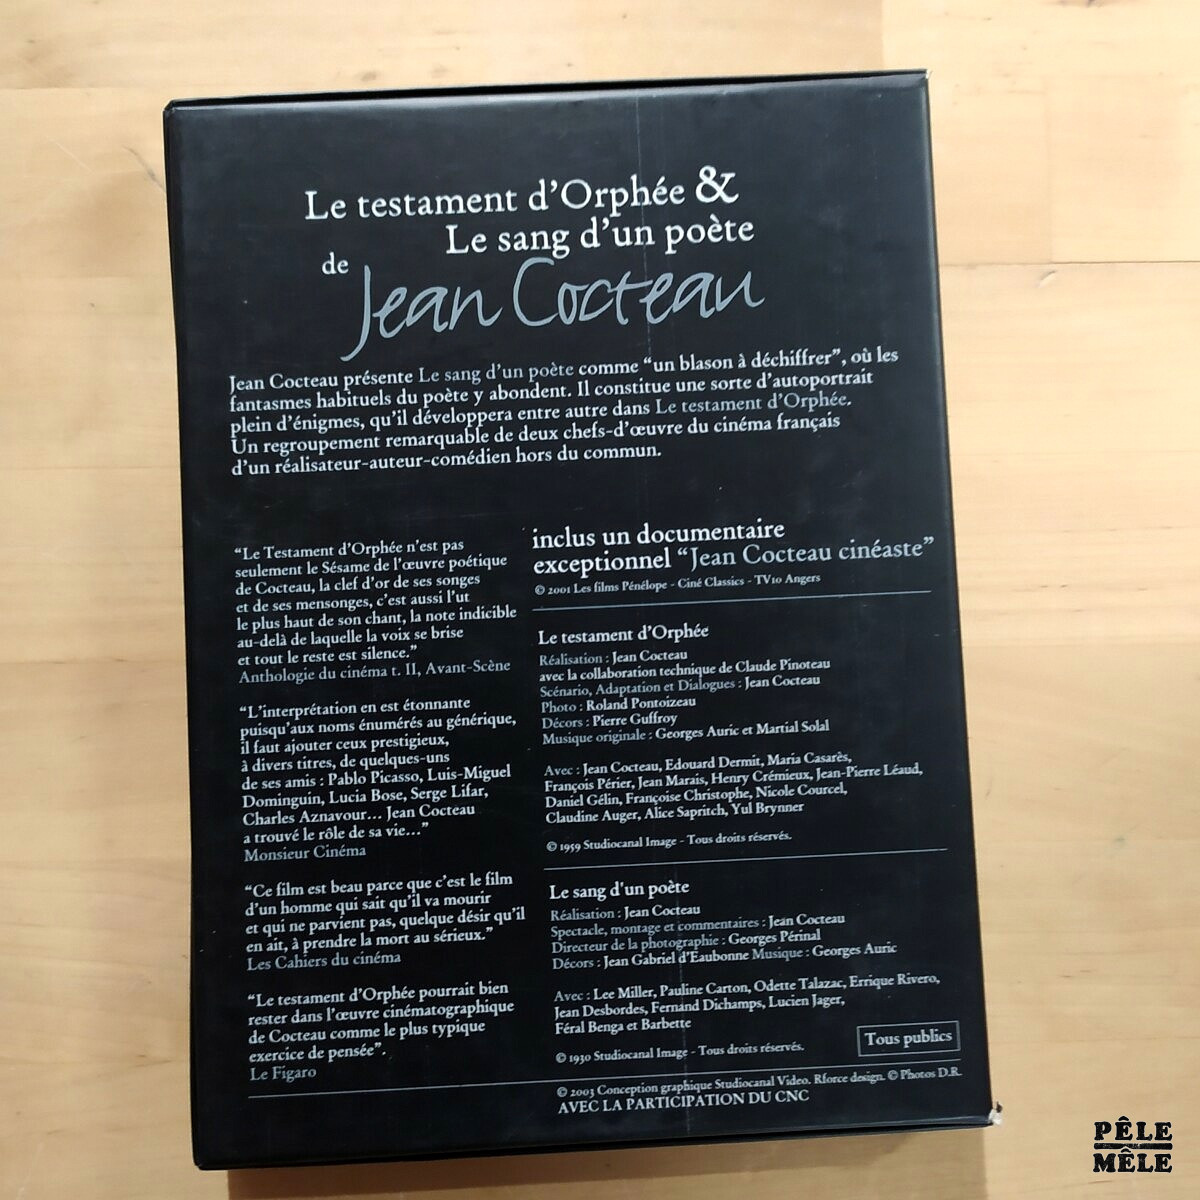 Le testament d'Orphée &
Le sang d'un poète
de
Jean Cocteau
Jean Cocteau présente Le sang d'un poète comme "un blason à déchiffrer", où les
fantasmes habituels du poète y abondent. Il constitue une sorte d'autoportrait
plein d'énigmes, qu'il développera entre autre dans Le testament d'Orphée.
Un regroupement remarquable de deux chefs-d'œuvre du cinéma français
d'un réalisateur-auteur-comédien hors du commun.
"Le Testament d'Orphée n'est pas
seulement le Sésame de l'œuvre poétique
de Cocteau, la clef d'or de ses songes
et de ses mensonges, c'est aussi l'ut
le plus haut de son chant, la note indicible
au-delà de laquelle la voix se brise
et tout le reste est silence."
Anthologie du cinéma t. II, Avant-Scène
"L'interprétation en est étonnante
puisqu'aux noms énumérés au générique,
il faut ajouter ceux prestigieux,
à divers titres, de quelques-uns
de ses amis : Pablo Picasso, Luis-Miguel
Dominguin, Lucia Bose, Serge Lifar,
Charles Aznavour... Jean Cocteau
a trouvé le rôle de sa vie..."
Monsieur Cinéma
"Ce film est beau parce que c'est le film
d'un homme qui sait qu'il va mourir
et qui ne parvient pas, quelque désir qu'il
en ait, à prendre la mort au sérieux."
Les Cahiers du cinéma
"Le testament d'Orphée pourrait bien
rester dans l'œuvre cinématographique
de Cocteau comme le plus typique
exercice de pensée".
Le Figaro
inclus un documentaire
exceptionnel "Jean Cocteau cinéaste"
© 2001 Les films Pénélope - Ciné Classics - TV10 Angers
Le testament d'Orphée
Réalisation : Jean Cocteau
avec la collaboration technique de Claude Pinoteau
Scénario, Adaptation et Dialogues : Jean Cocteau
Photo : Roland Pontoizeau
Décors : Pierre Guffroy
Musique originale : Georges Auric et Martial Solal
Avec : Jean Cocteau, Edouard Dermit, Maria Casarès,
François Périer, Jean Marais, Henry Crémieux, Jean-Pierre Léaud,
Daniel Gélin, Françoise Christophe, Nicole Courcel,
Claudine Auger, Alice Sapritch, Yul Brynner
© 1959 Studiocanal Image - Tous droits réservés.
Le sang d'un poète
Réalisation : Jean Cocteau
Spectacle, montage et commentaires : Jean Cocteau
Directeur de la photographie : Georges Périnal
Décors : Jean Gabriel d'Eaubonne Musique : Georges Auric
Avec : Lee Miller, Pauline Carton, Odette Talazac, Errique Rivero,
Jean Desbordes, Fernand Dichamps, Lucien Jager,
Féral Benga et Barbette
© 1930 Studiocanal Image - Tous droits réservés.
Tous publics
© 2003 Conception graphique Studiocanal Video. Rforce design. © Photos D.R.
AVEC LA PARTICIPATION DU CNC
PÊLE
MÊLE